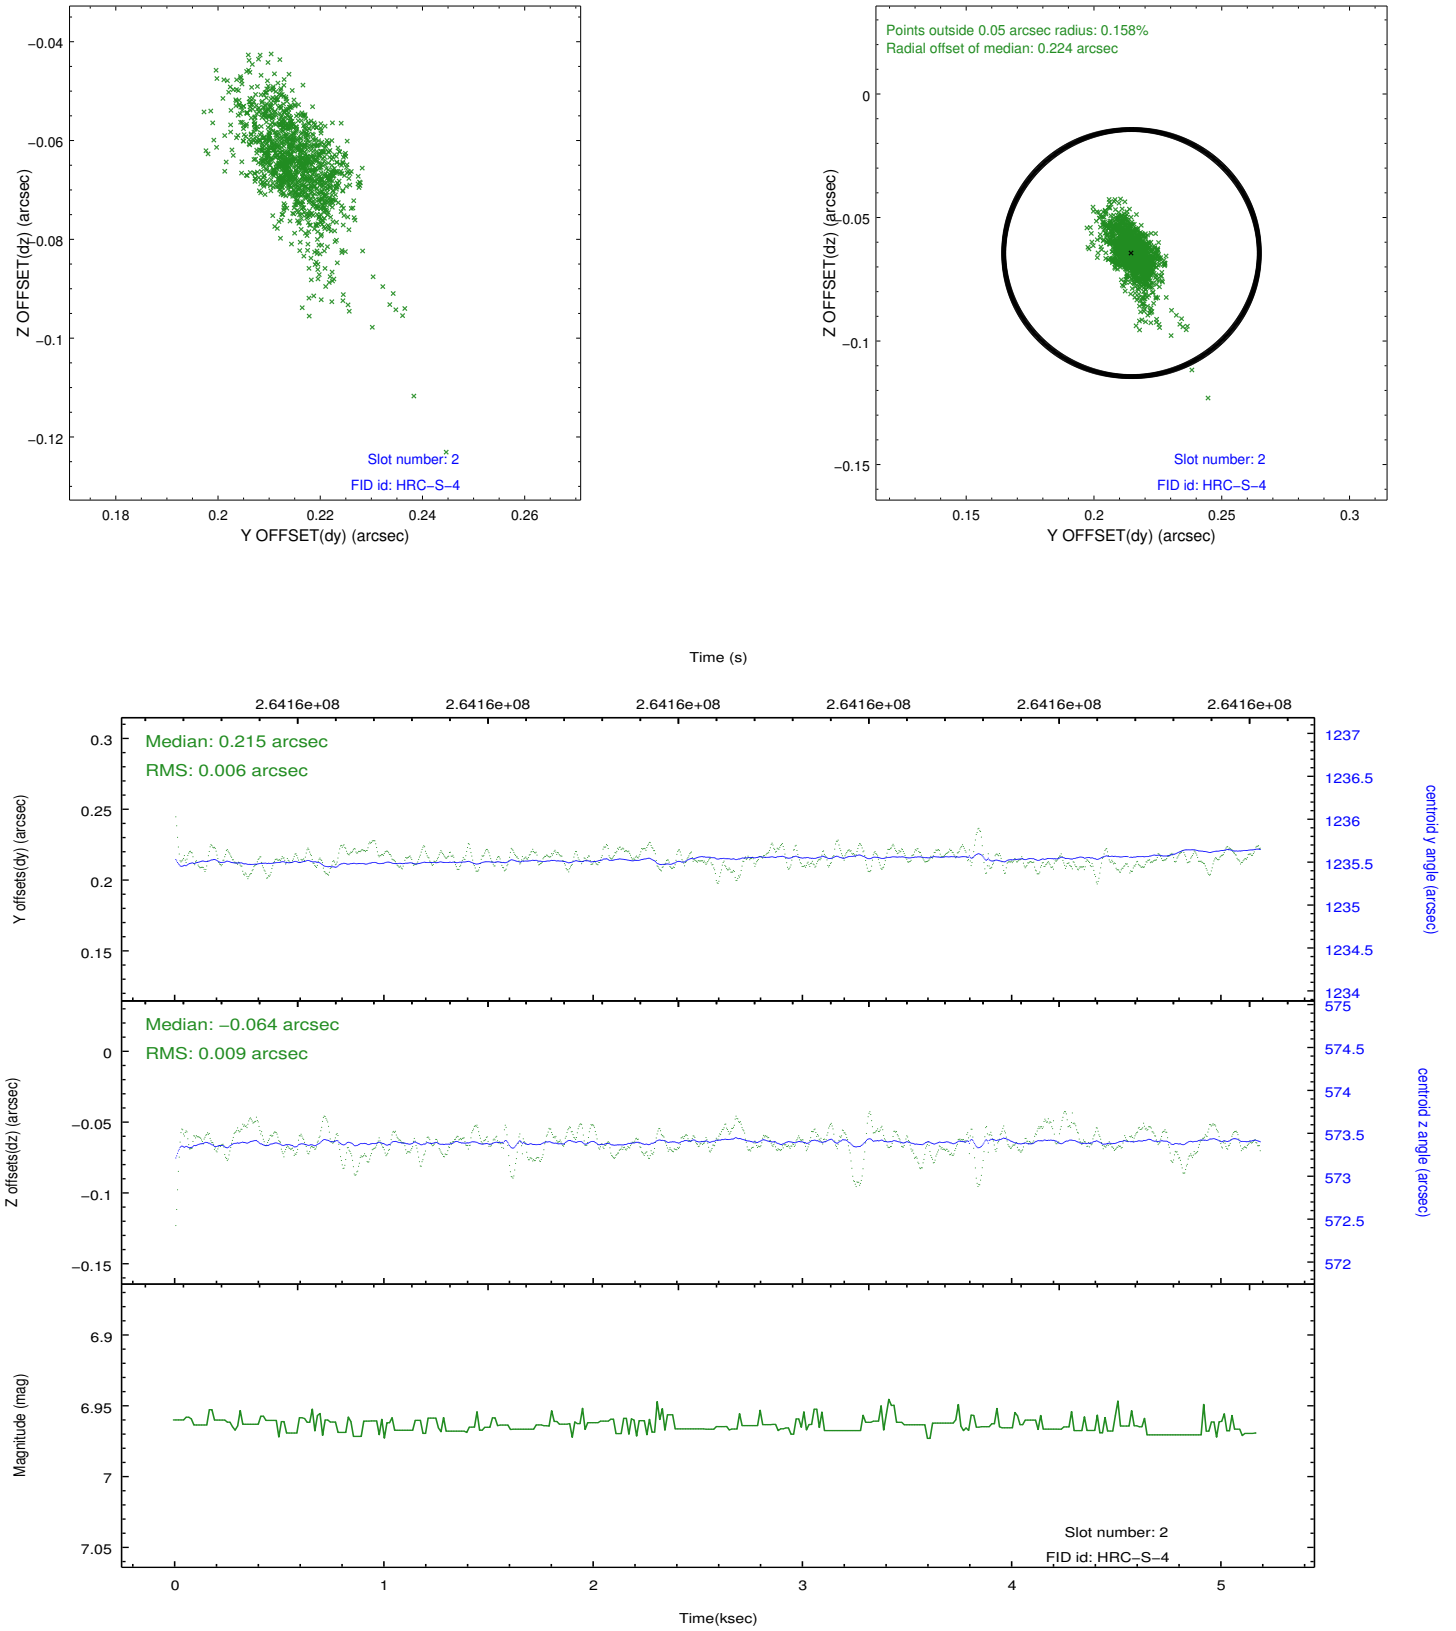 −0.04
−0.06
−0.08
−0.1
−0.12
Z OFFSET(dz) (arcsec)
Slot number: 2
FID id: HRC−S−4
0.18
0.2
0.22
0.24
0.26
Y OFFSET(dy) (arcsec)
Points outside 0.05 arcsec radius: 0.158%
Radial offset of median: 0.224 arcsec
0
−0.05
−0.1
−0.15
Z OFFSET(dz) (arcsec)
Slot number: 2
FID id: HRC−S−4
0.15
0.2
0.25
0.3
Y OFFSET(dy) (arcsec)
Time (s)
2.6416e+08
2.6416e+08
2.6416e+08
2.6416e+08
2.6416e+08
2.6416e+08
Median: 0.215 arcsec
RMS: 0.006 arcsec
0.3
0.25
0.2
0.15
Y offsets(dy) (arcsec)
1237
1236.5
1236
1235.5
1235
1234.5
1234
centroid y angle (arcsec)
Median: −0.064 arcsec
RMS: 0.009 arcsec
0
−0.05
−0.1
−0.15
Z offsets(dz) (arcsec)
575
574.5
574
573.5
573
572.5
572
centroid z angle (arcsec)
6.9
6.95
7
7.05
Magnitude (mag)
Slot number: 2
FID id: HRC−S−4
0
1
2
3
4
5
Time(ksec)